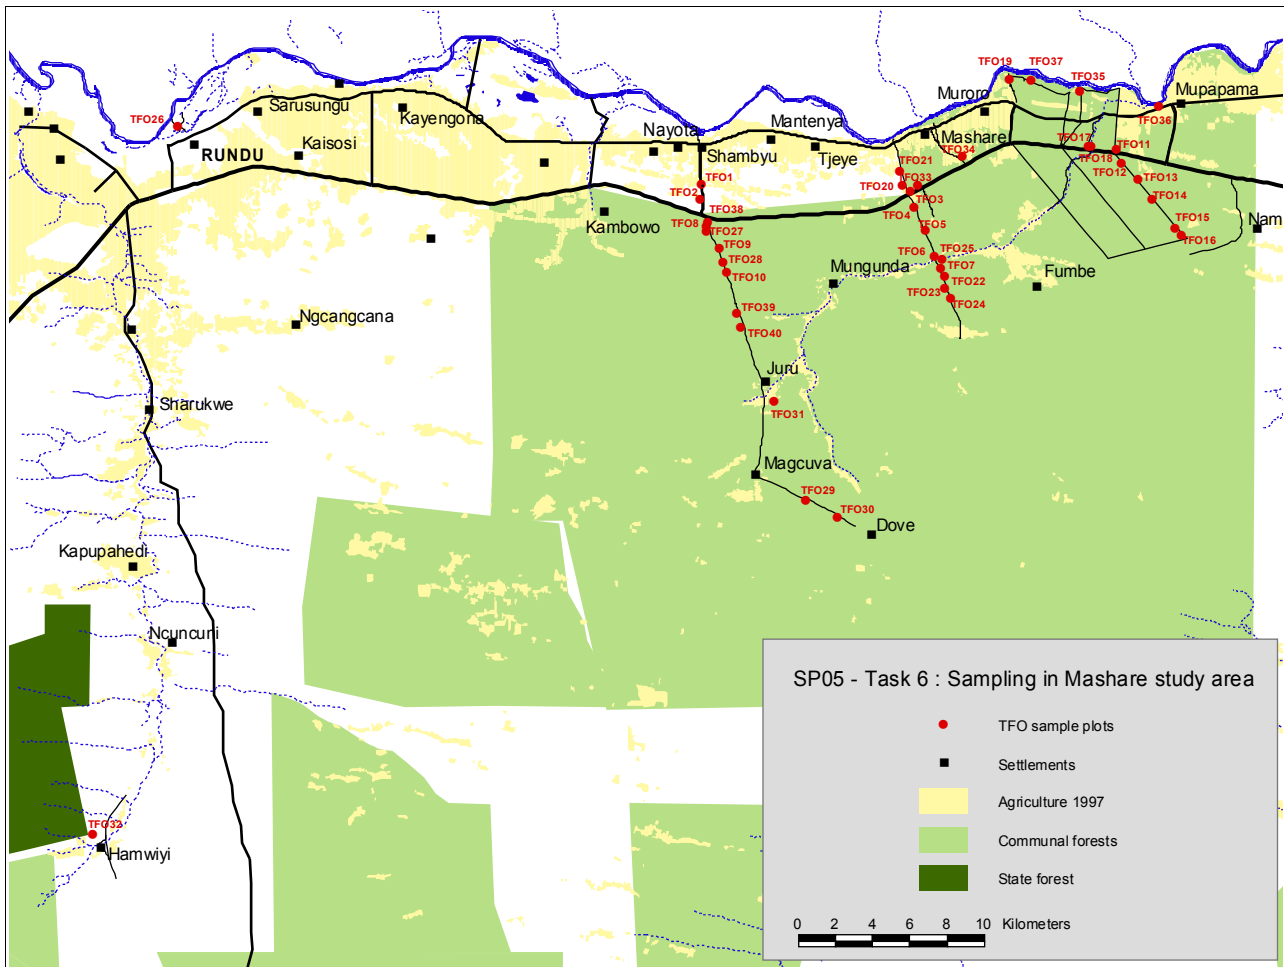 TFO19
TFO37
TFO35
Mupapama
TFO36
Muroro
Sarusungu
Kayengona
TFO26
Mantenya
Nayota
Mashare
TFO34
TFO17
TFO11
RUNDU
Kaisosi
Shambyu
Tjeye
TFO18
TFO12
TFO21
TFO13
TFO1
TFO33
TFO20
TFO2
TFO3
TFO14
TFO38
TFO4
Kambowo
TFO8
TFO27
TFO5
TFO15
Nam
TFO16
TFO9
TFO6
TFO25
TFO28
TFO7
Mungunda
Fumbe
TFO10
TFO22
TFO23
TFO24
TFO39
Ngcangcana
TFO40
Juru
TFO31
Sharukwe
Magcuva
TFO29
TFO30
Dove
Kapupahedi
Ncuncuni
TFO32
Hamwiyi
SP05 - Task 6 : Sampling in Mashare study area
TFO sample plots
Settlements
Agriculture 1997
Communal forests
State forest
0 2 4 6 8 10 Kilometers